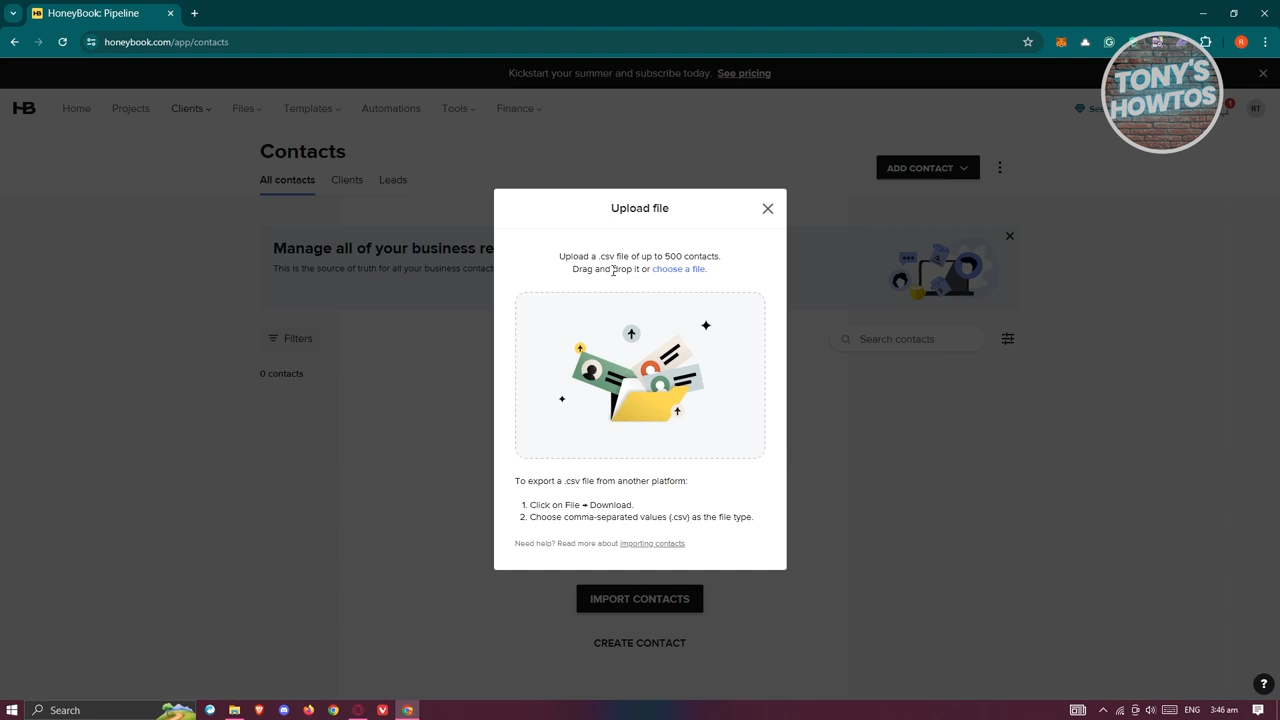 HoneyBook: Pipeline
honeybook.com/app/contacts
Kickstart your summer and subscribe today. See pricing
TONY'S
HOWTOS
HB
Home
Projects
Clients
Files
Templates
Automations
Tools
Finance
1
RT
Contacts
ADD CONTACT
All contacts
Clients
Leads
Upload file
Upload a .csv file of up to 500 contacts.
Drag and drop it or choose a file.
Manage all of your business re
This is the source of truth for all your business contact
Filters
Search contacts
0 contacts
To export a .csv file from another platform:
1. Click on File → Download.
2. Choose comma-separated values (.csv) as the file type.
Need help? Read more about importing contacts
IMPORT CONTACTS
CREATE CONTACT
?
Search
ENG
3:46 am